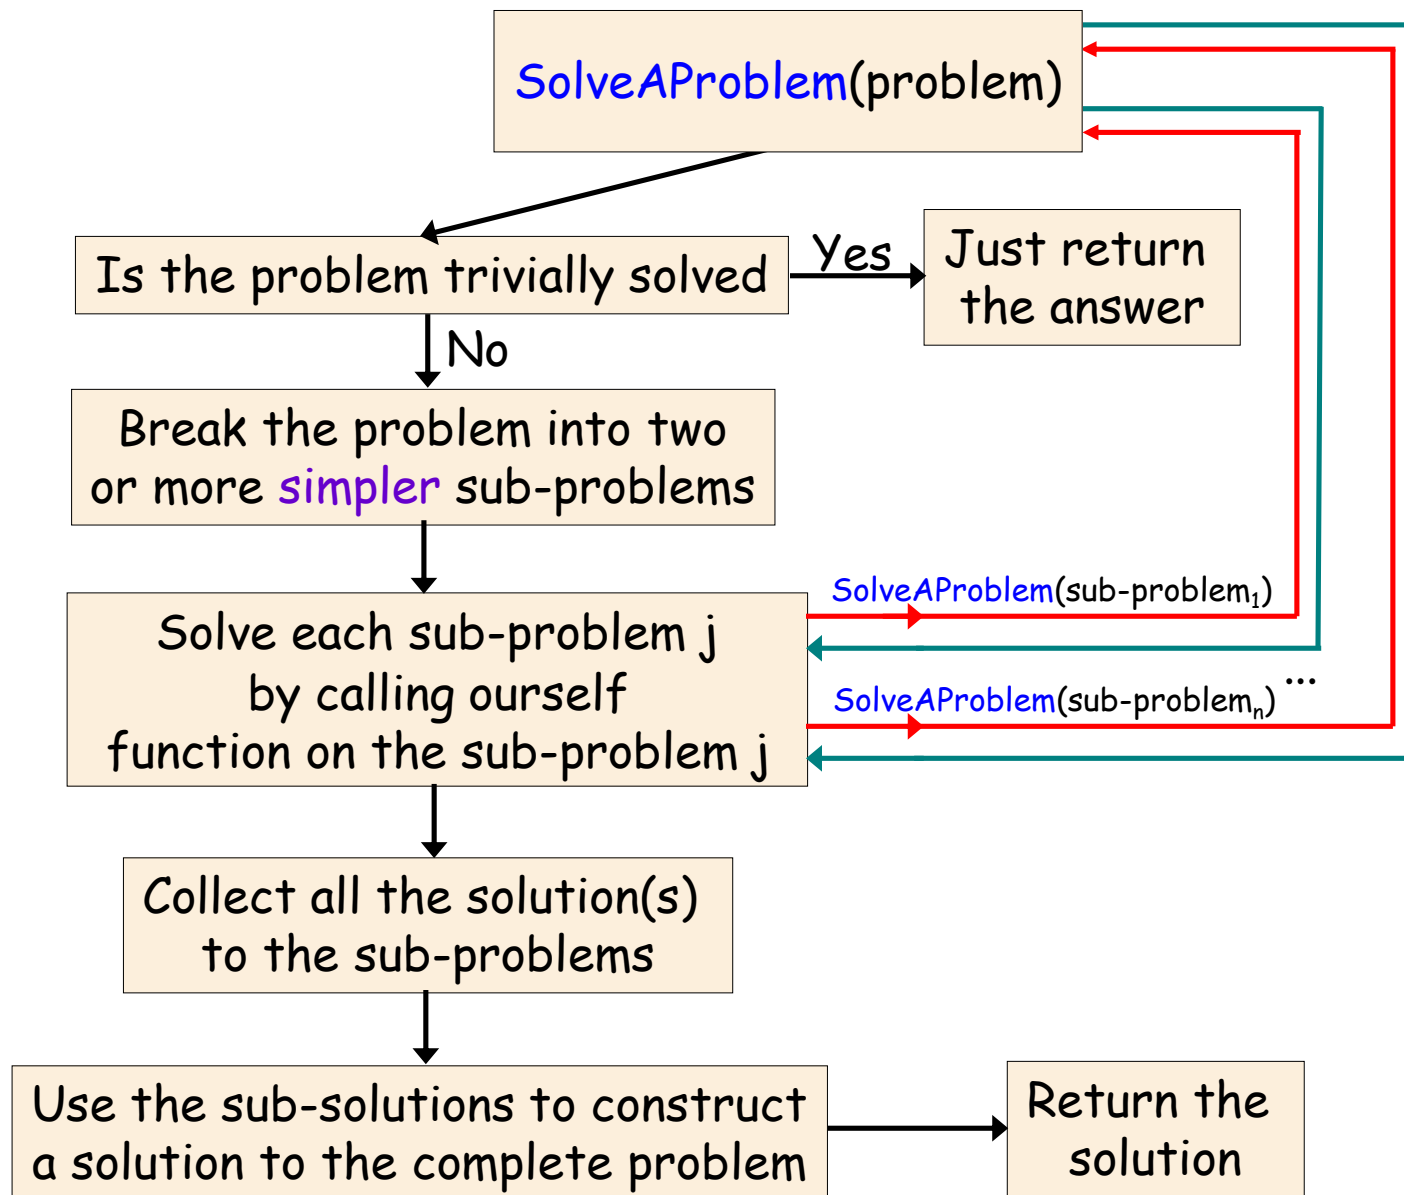 SolveAProblem(problem)
Is the problem trivially solved
Yes
Just return
the answer
No
Break the problem into two
or more simpler sub-problems
Solve each sub-problem j
by calling ourself
function on the sub-problem j
SolveAProblem(sub-problem₁)
...
SolveAProblem(sub-problemₙ)
Collect all the solution(s)
to the sub-problems
Use the sub-solutions to construct
a solution to the complete problem
Return the
solution